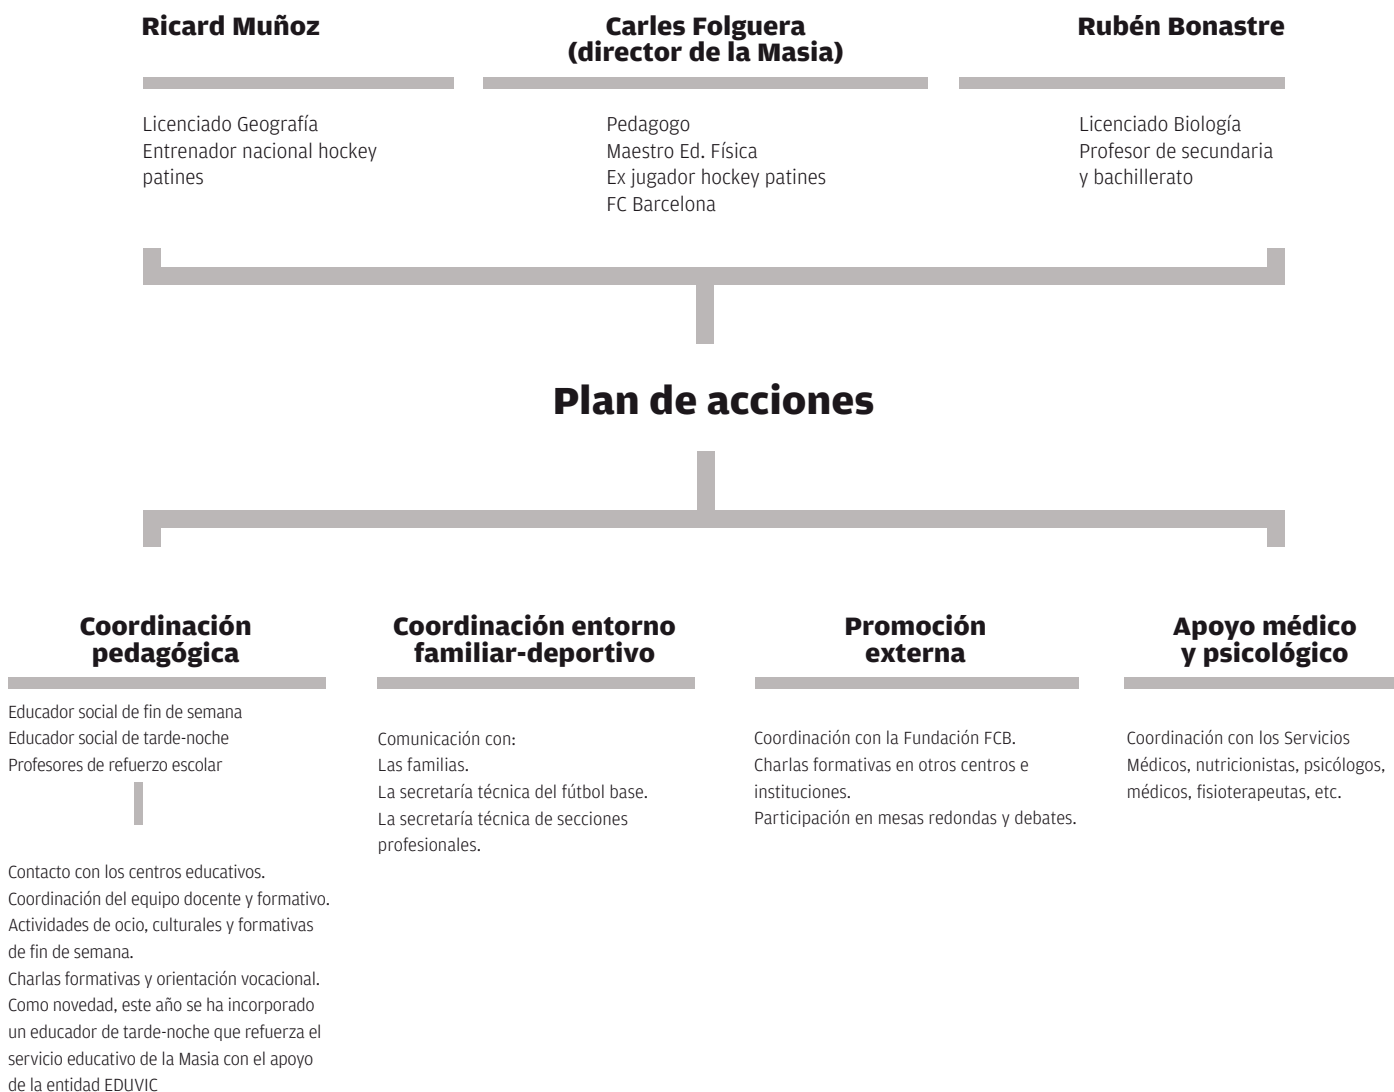 Ricard Muñoz
Licenciado Geografía
Entrenador nacional hockey
patines
Carles Folguera
(director de la Masia)
Pedagogo
Maestro Ed. Física
Ex jugador hockey patines
FC Barcelona
Rubén Bonastre
Licenciado Biología
Profesor de secundaria
y bachillerato
Plan de acciones
Coordinación
pedagógica
Educador social de fin de semana
Educador social de tarde-noche
Profesores de refuerzo escolar
Contacto con los centros educativos.
Coordinación del equipo docente y formativo.
Actividades de ocio, culturales y formativas
de fin de semana.
Charlas formativas y orientación vocacional.
Como novedad, este año se ha incorporado
un educador de tarde-noche que refuerza el
servicio educativo de la Masia con el apoyo
de la entidad EDUVIC
Coordinación entorno
familiar-deportivo
Comunicación con:
Las familias.
La secretaría técnica del fútbol base.
La secretaría técnica de secciones
profesionales.
Promoción
externa
Coordinación con la Fundación FCB.
Charlas formativas en otros centros e
instituciones.
Participación en mesas redondas y debates.
Apoyo médico
y psicológico
Coordinación con los Servicios
Médicos, nutricionistas, psicólogos,
médicos, fisioterapeutas, etc.